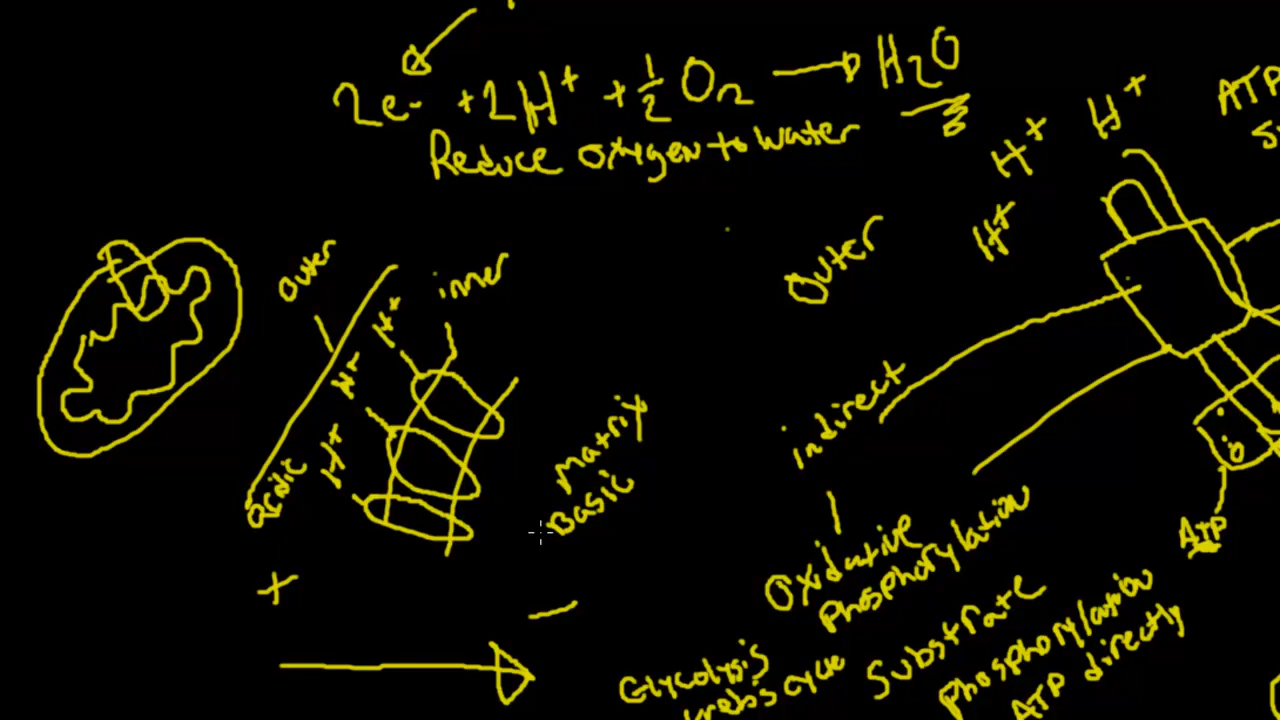 2e- + 2H+ + 1/2 O2 → H2O
Reduce oxygen to water
H+
H+
H+
ATP
Outer
inner
H+
H+
H+
acidic
Matrix
Basic
+
-
Outer
indirect
Oxidative
phosphorylation
ATP
Substrate
phosphorylation
ATP directly
Glycolysis
Krebs cycle